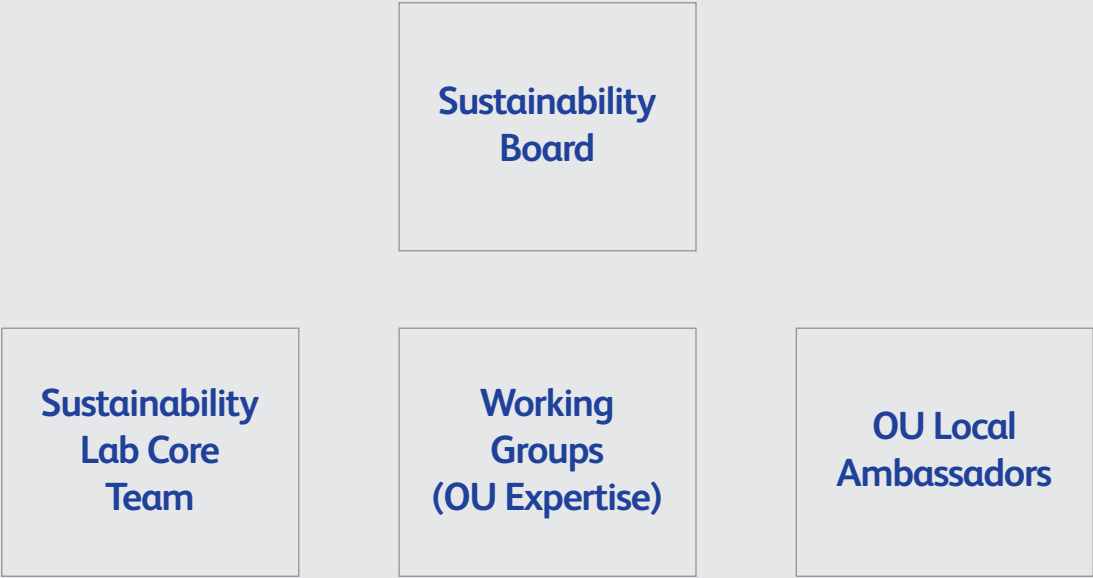 Sustainability
Board
Sustainability
Lab Core
Team
Working
Groups
(OU Expertise)
OU Local
Ambassadors